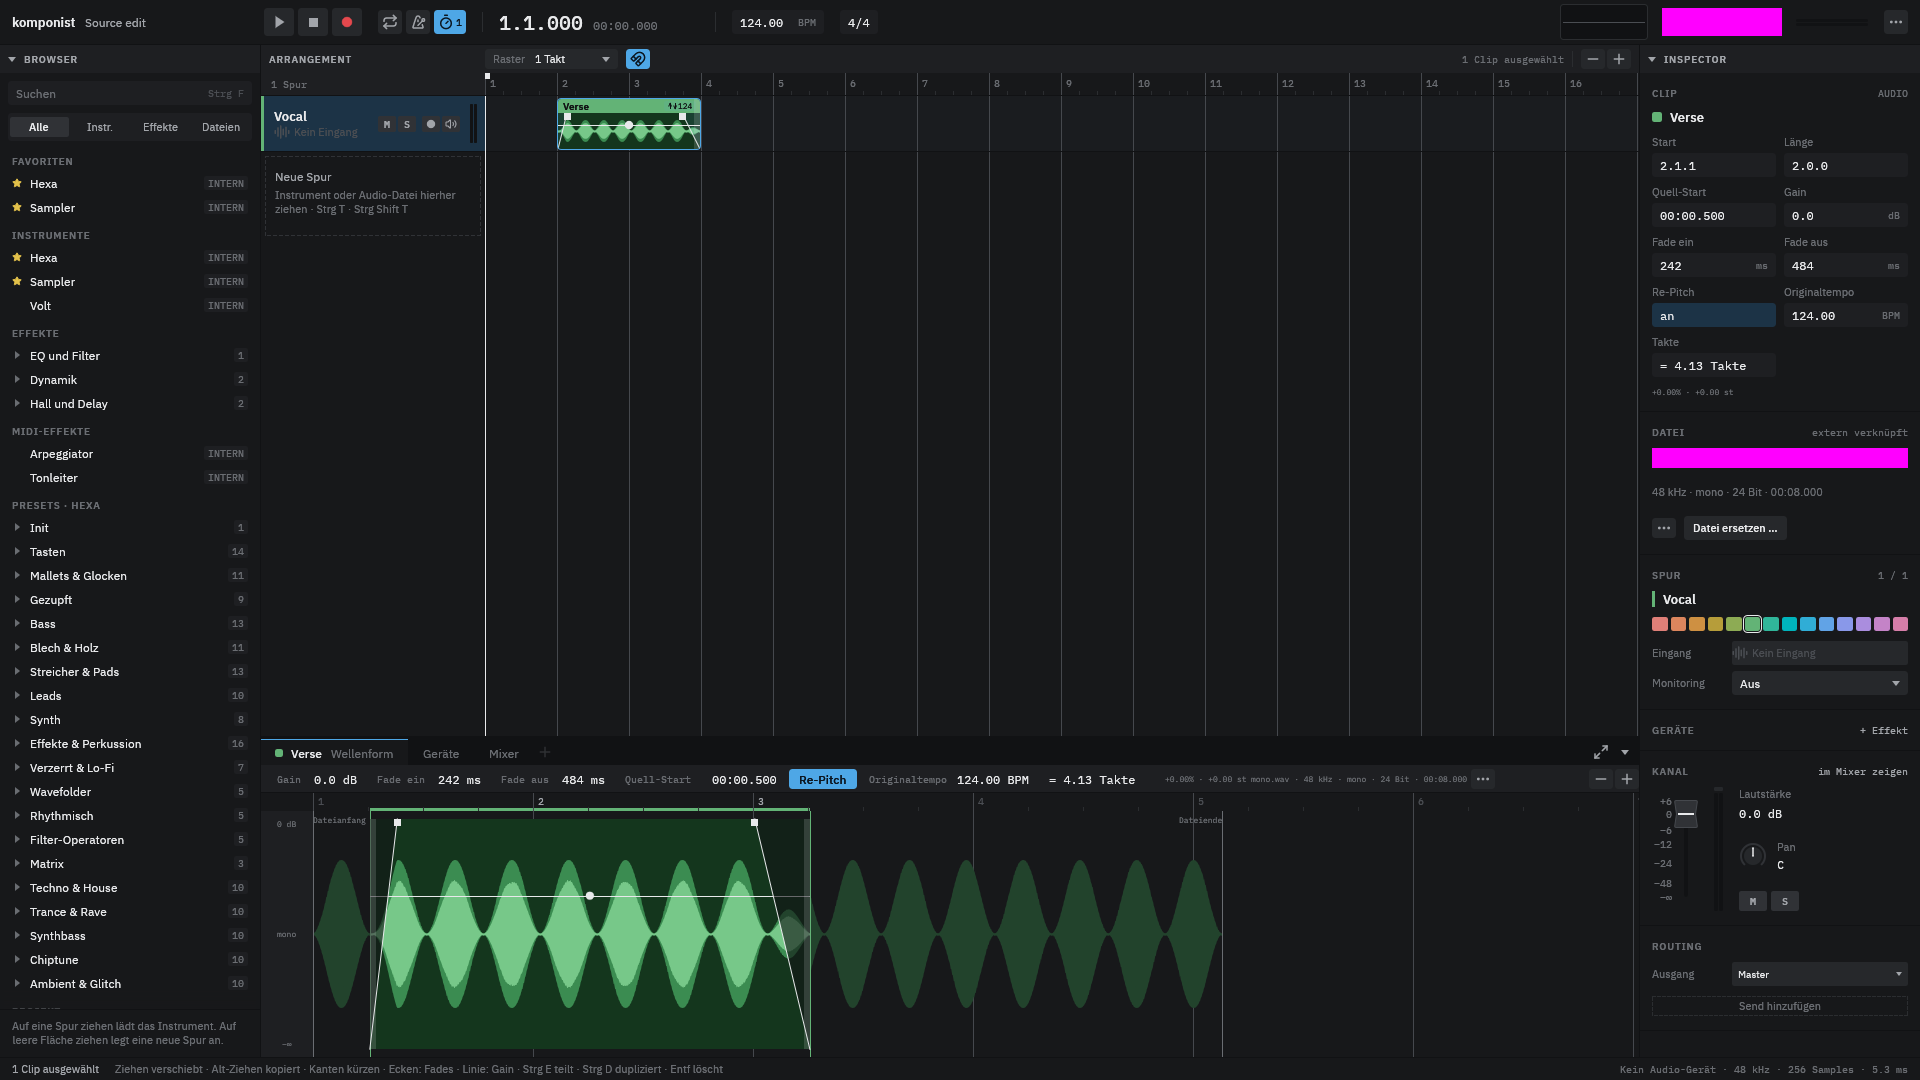 komponist Source edit
1
1.1.000 00:00.000
124.00 BPM
4/4
BROWSER
Suchen Strg F
Alle Instr. Effekte Dateien
FAVORITEN
Hexa INTERN
Sampler INTERN
INSTRUMENTE
Hexa INTERN
Sampler INTERN
Volt INTERN
EFFEKTE
EQ und Filter 1
Dynamik 2
Hall und Delay 2
MIDI-EFFEKTE
Arpeggiator INTERN
Tonleiter INTERN
PRESETS · HEXA
Init 1
Tasten 14
Mallets & Glocken 11
Gezupft 9
Bass 13
Blech & Holz 11
Streicher & Pads 13
Leads 10
Synth 8
Effekte & Perkussion 16
Verzerrt & Lo-Fi 7
Wavefolder 5
Rhythmisch 5
Filter-Operatoren 5
Matrix 3
Techno & House 10
Trance & Rave 10
Synthbass 10
Chiptune 10
Ambient & Glitch 10
Auf eine Spur ziehen lädt das Instrument. Auf
leere Fläche ziehen legt eine neue Spur an.
ARRANGEMENT
Raster 1 Takt
1 Clip ausgewählt
1 Spur
1 2 3 4 5 6 7 8 9 10 11 12 13 14 15 16
Vocal
Kein Eingang
M S
Verse 124
Neue Spur
Instrument oder Audio-Datei hierher
ziehen · Strg T · Strg Shift T
Verse Wellenform Geräte Mixer
Gain 0.0 dB Fade ein 242 ms Fade aus 484 ms Quell-Start 00:00.500 Re-Pitch Originaltempo 124.00 BPM = 4.13 Takte +0.00% · +0.00 st mono.wav · 48 kHz · mono · 24 Bit · 00:08.000
1 2 3 4 5 6
0 dB
Dateianfang
Dateiende
mono
-∞
INSPECTOR
CLIP AUDIO
Verse
Start Länge
2.1.1 2.0.0
Quell-Start Gain
00:00.500 0.0 dB
Fade ein Fade aus
242 ms 484 ms
Re-Pitch Originaltempo
an 124.00 BPM
Takte
= 4.13 Takte
+0.00% · +0.00 st
DATEI extern verknüpft
48 kHz · mono · 24 Bit · 00:08.000
Datei ersetzen ...
SPUR 1 / 1
Vocal
Eingang Kein Eingang
Monitoring Aus
GERÄTE + Effekt
KANAL im Mixer zeigen
+6
0
-6
-12
-24
-48
-∞
Lautstärke
0.0 dB
Pan
C
M S
ROUTING
Ausgang Master
Send hinzufügen
1 Clip ausgewählt Ziehen verschiebt · Alt-Ziehen kopiert · Kanten kürzen · Ecken: Fades · Linie: Gain · Strg E teilt · Strg D dupliziert · Entf löscht
Kein Audio-Gerät · 48 kHz · 256 Samples · 5.3 ms